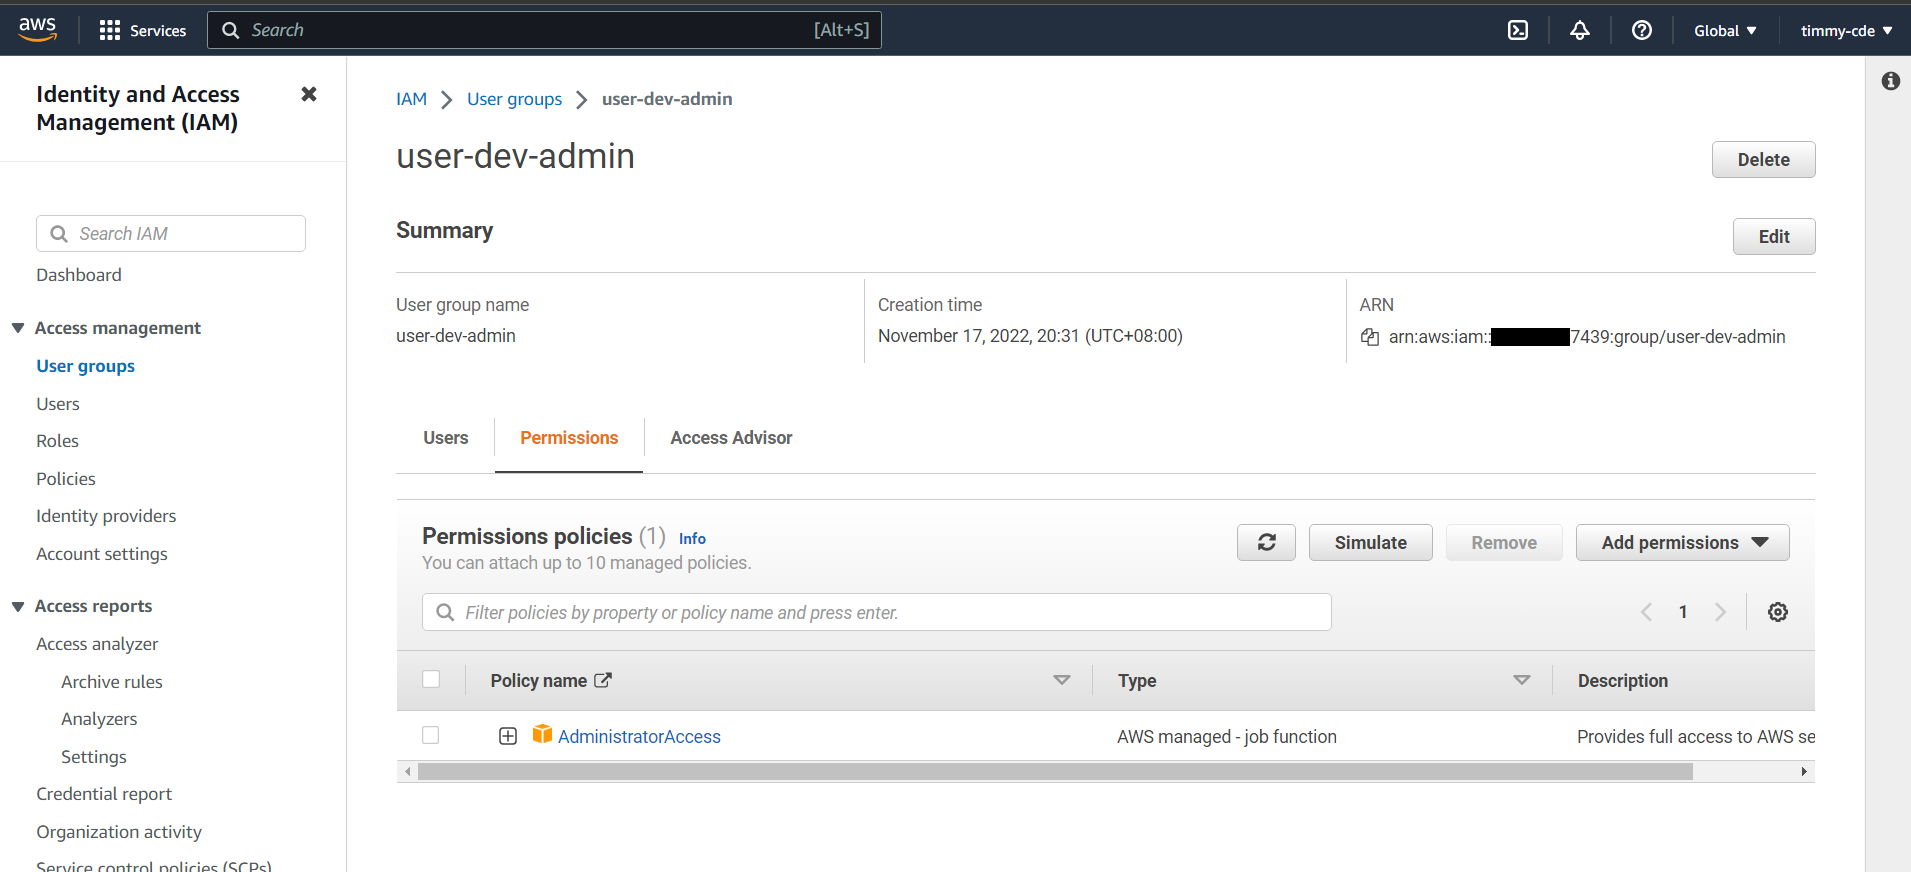 aws
Services
Search [Alt+S]
Global
timmy-cde
Identity and Access
Management (IAM)
Search IAM
Dashboard
Access management
User groups
Users
Roles
Policies
Identity providers
Account settings
Access reports
Access analyzer
Archive rules
Analyzers
Settings
Credential report
Organization activity
Service control policies (SCPs)
IAM > User groups > user-dev-admin
user-dev-admin
Delete
Summary
Edit
User group name
user-dev-admin
Creation time
November 17, 2022, 20:31 (UTC+08:00)
ARN
arn:aws:iam:: 7439:group/user-dev-admin
Users
Permissions
Access Advisor
Permissions policies (1) Info
You can attach up to 10 managed policies.
Simulate
Remove
Add permissions
Filter policies by property or policy name and press enter.
1
Policy name Type Description
AdministratorAccess AWS managed - job function Provides full access to AWS se